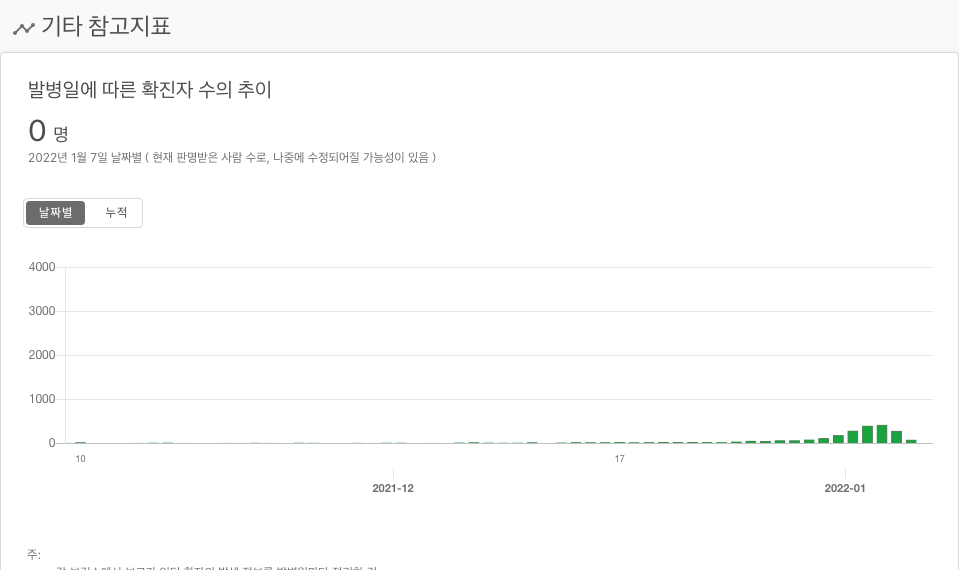 기타 참고지표
발병일에 따른 확진자 수의 추이
0 명
2022년 1월 7일 날짜별 ( 현재 판명받은 사람 수로, 나중에 수정되어질 가능성이 있음 )
날짜별 누적
4000
3000
2000
1000
0
10 17
2021-12 2022-01
주: